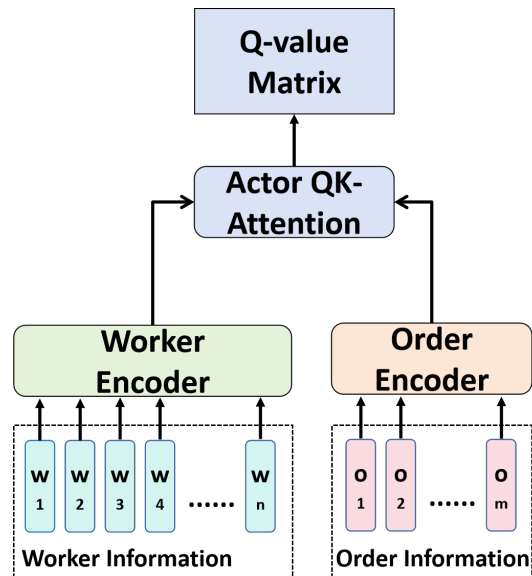 Q-value
Matrix
Actor QK-
Attention
Worker
Encoder
Order
Encoder
w w w w w
1 2 3 4 ...... n
o o o
1 2 ...... m
Worker Information
Order Information